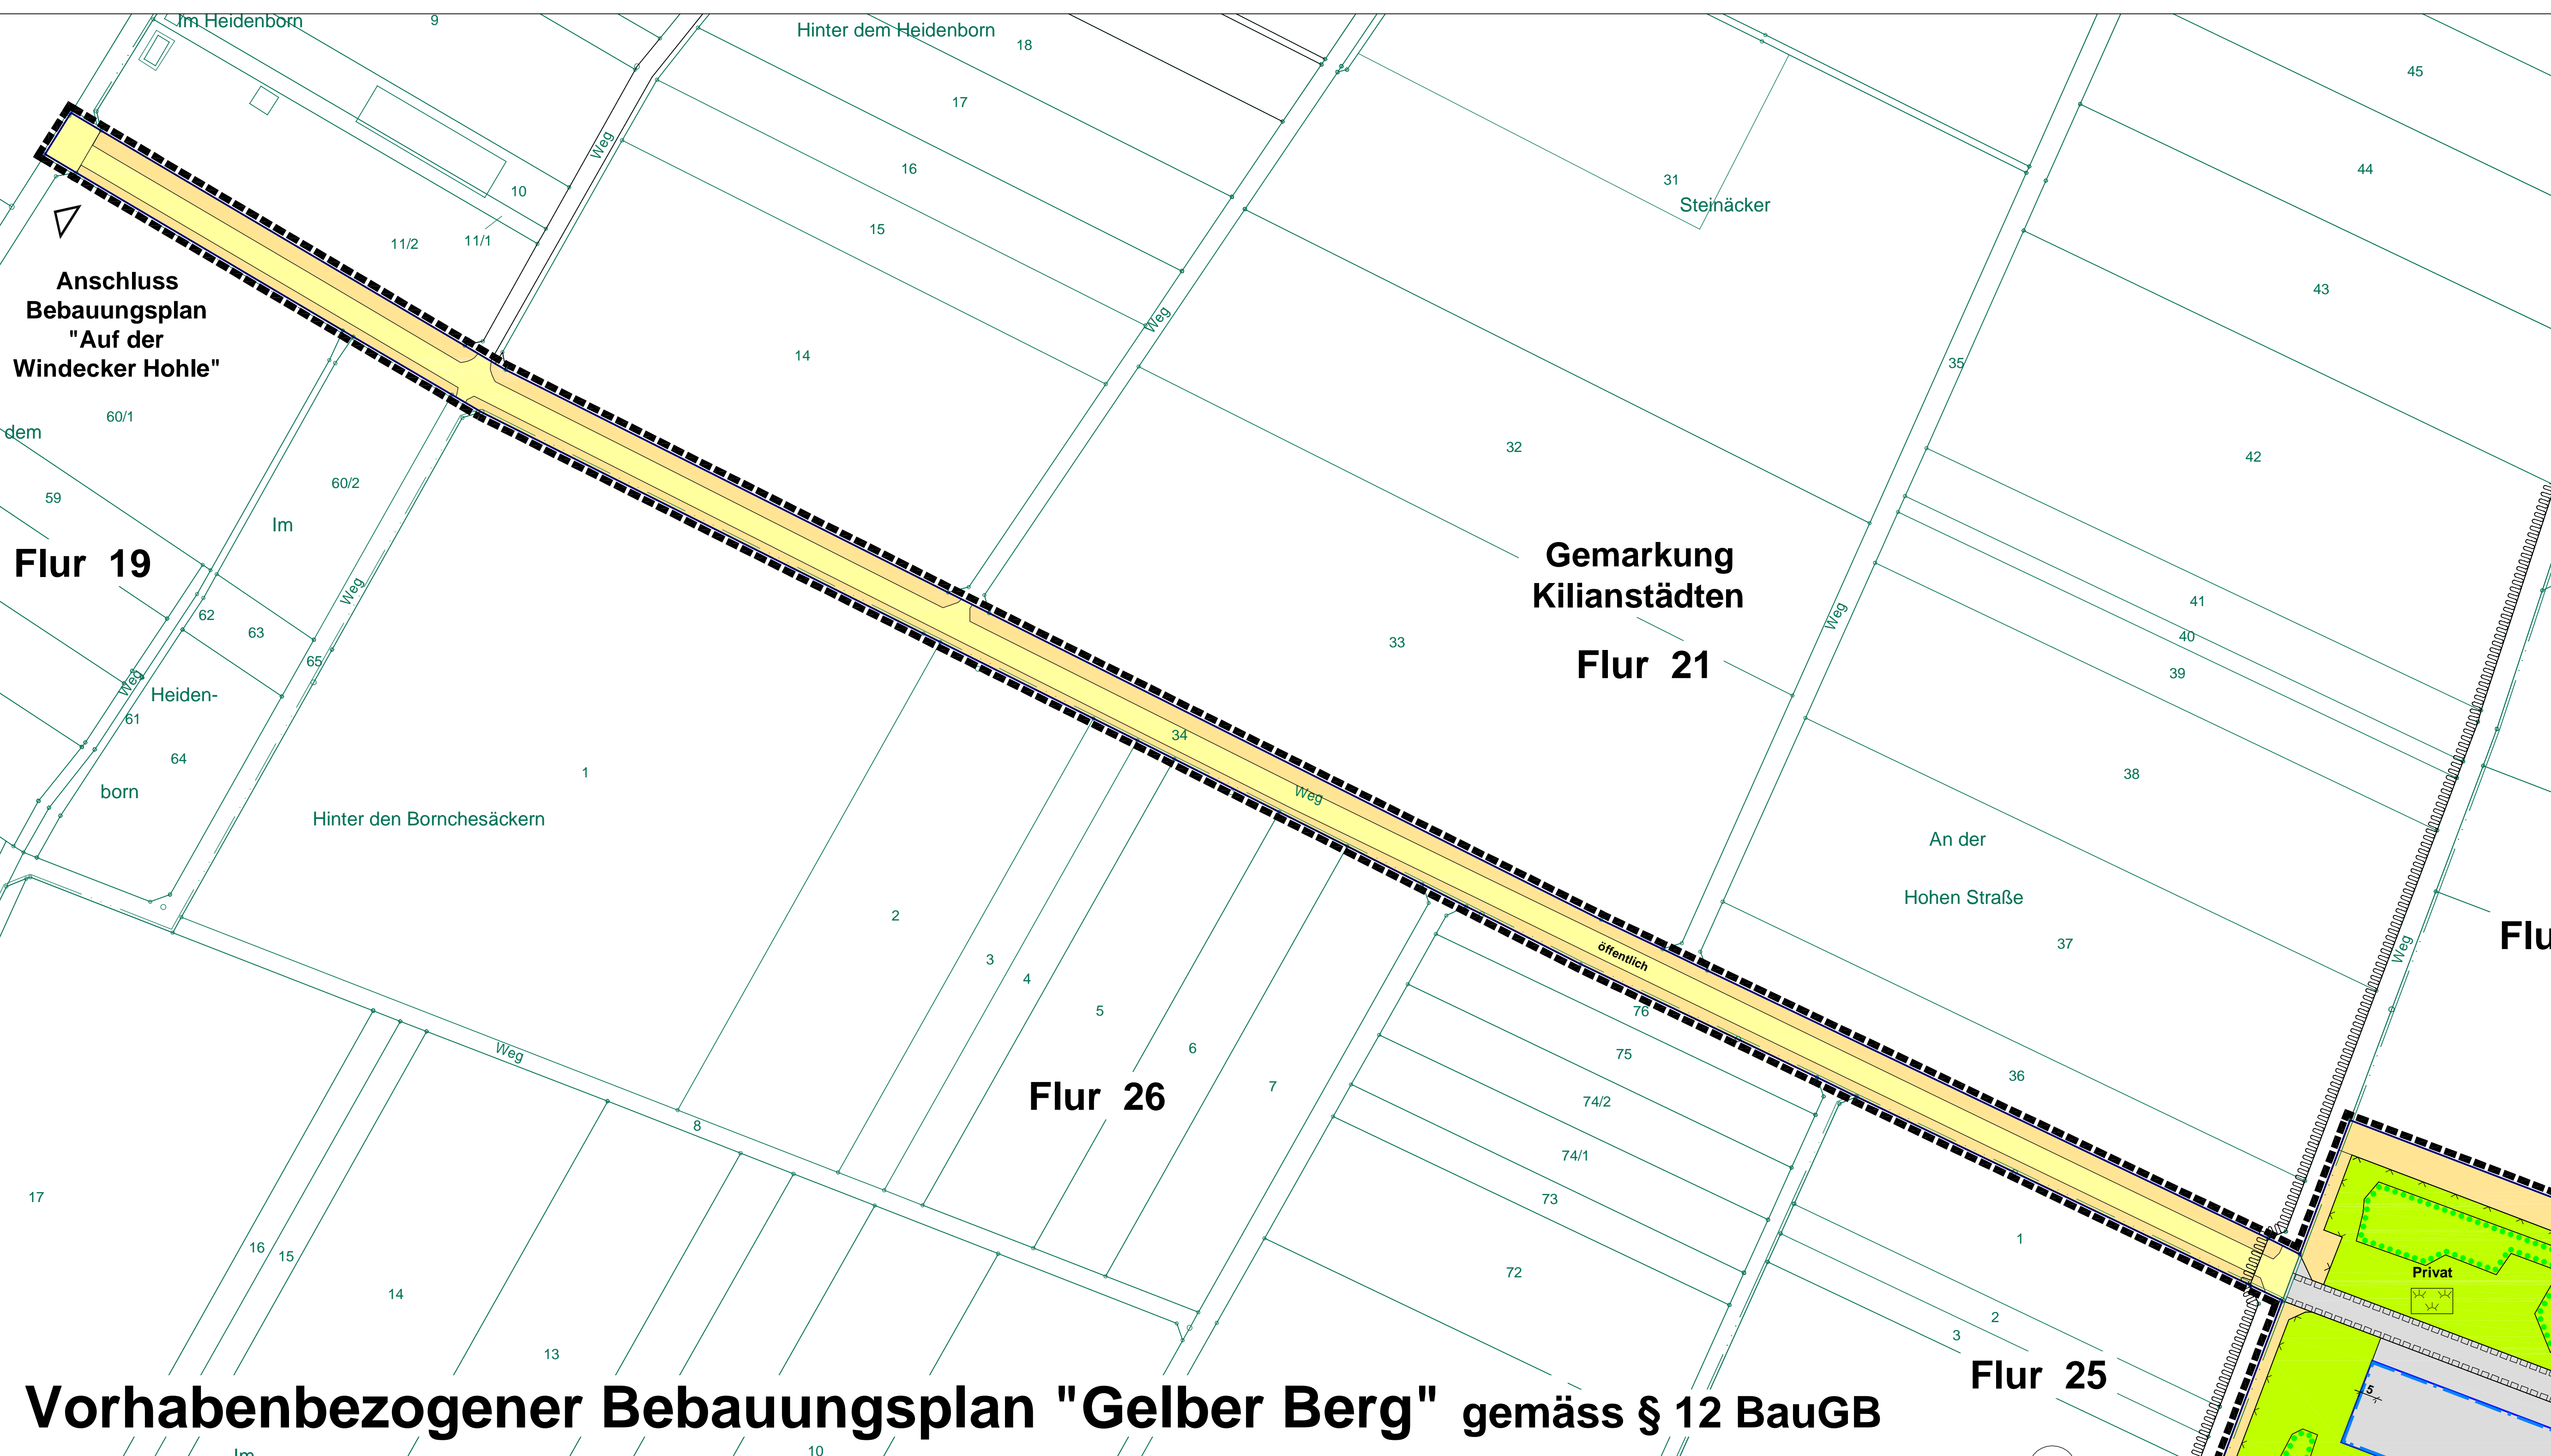 Im Heidenborn
9
Hinter dem Heidenborn
18
45
17
44
16
31
Steinäcker
10
15
11/2
11/1
Weg
43
Anschluss
Bebauungsplan
"Auf der
Windecker Hohle"
Weg
14
35
60/1
dem
32
42
60/2
59
Im
Gemarkung
Kilianstädten
Flur 21
Flur 19
Weg
62
63
65
Weg
41
40
39
33
Weg
Heiden-
61
34
64
born
1
38
Weg
Hinter den Bornchesäckern
An der
Hohen Straße
2
37
Flu
öffentlich
Weg
3
4
5
76
6
75
Weg
7
36
Flur 26
74/2
8
74/1
17
73
16
15
1
72
Privat
14
2
3
13
Flur 25
5
Vorhabenbezogener Bebauungsplan "Gelber Berg" gemäss § 12 BauGB
Im
10